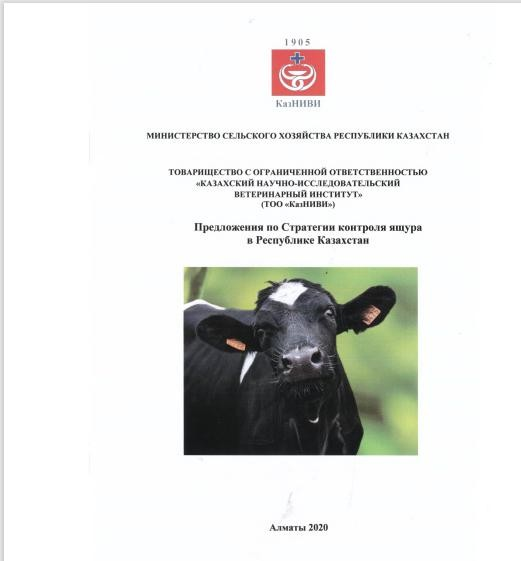 1905
КазНИВИ
МИНИСТЕРСТВО СЕЛЬСКОГО ХОЗЯЙСТВА РЕСПУБЛИКИ КАЗАХСТАН
ТОВАРИЩЕСТВО С ОГРАНИЧЕННОЙ ОТВЕТСТВЕННОСТЬЮ
«КАЗАХСКИЙ НАУЧНО-ИССЛЕДОВАТЕЛЬСКИЙ
ВЕТЕРИНАРНЫЙ ИНСТИТУТ»
(ТОО «КазНИВИ»)
Предложения по Стратегии контроля ящура
в Республике Казахстан
Алматы 2020